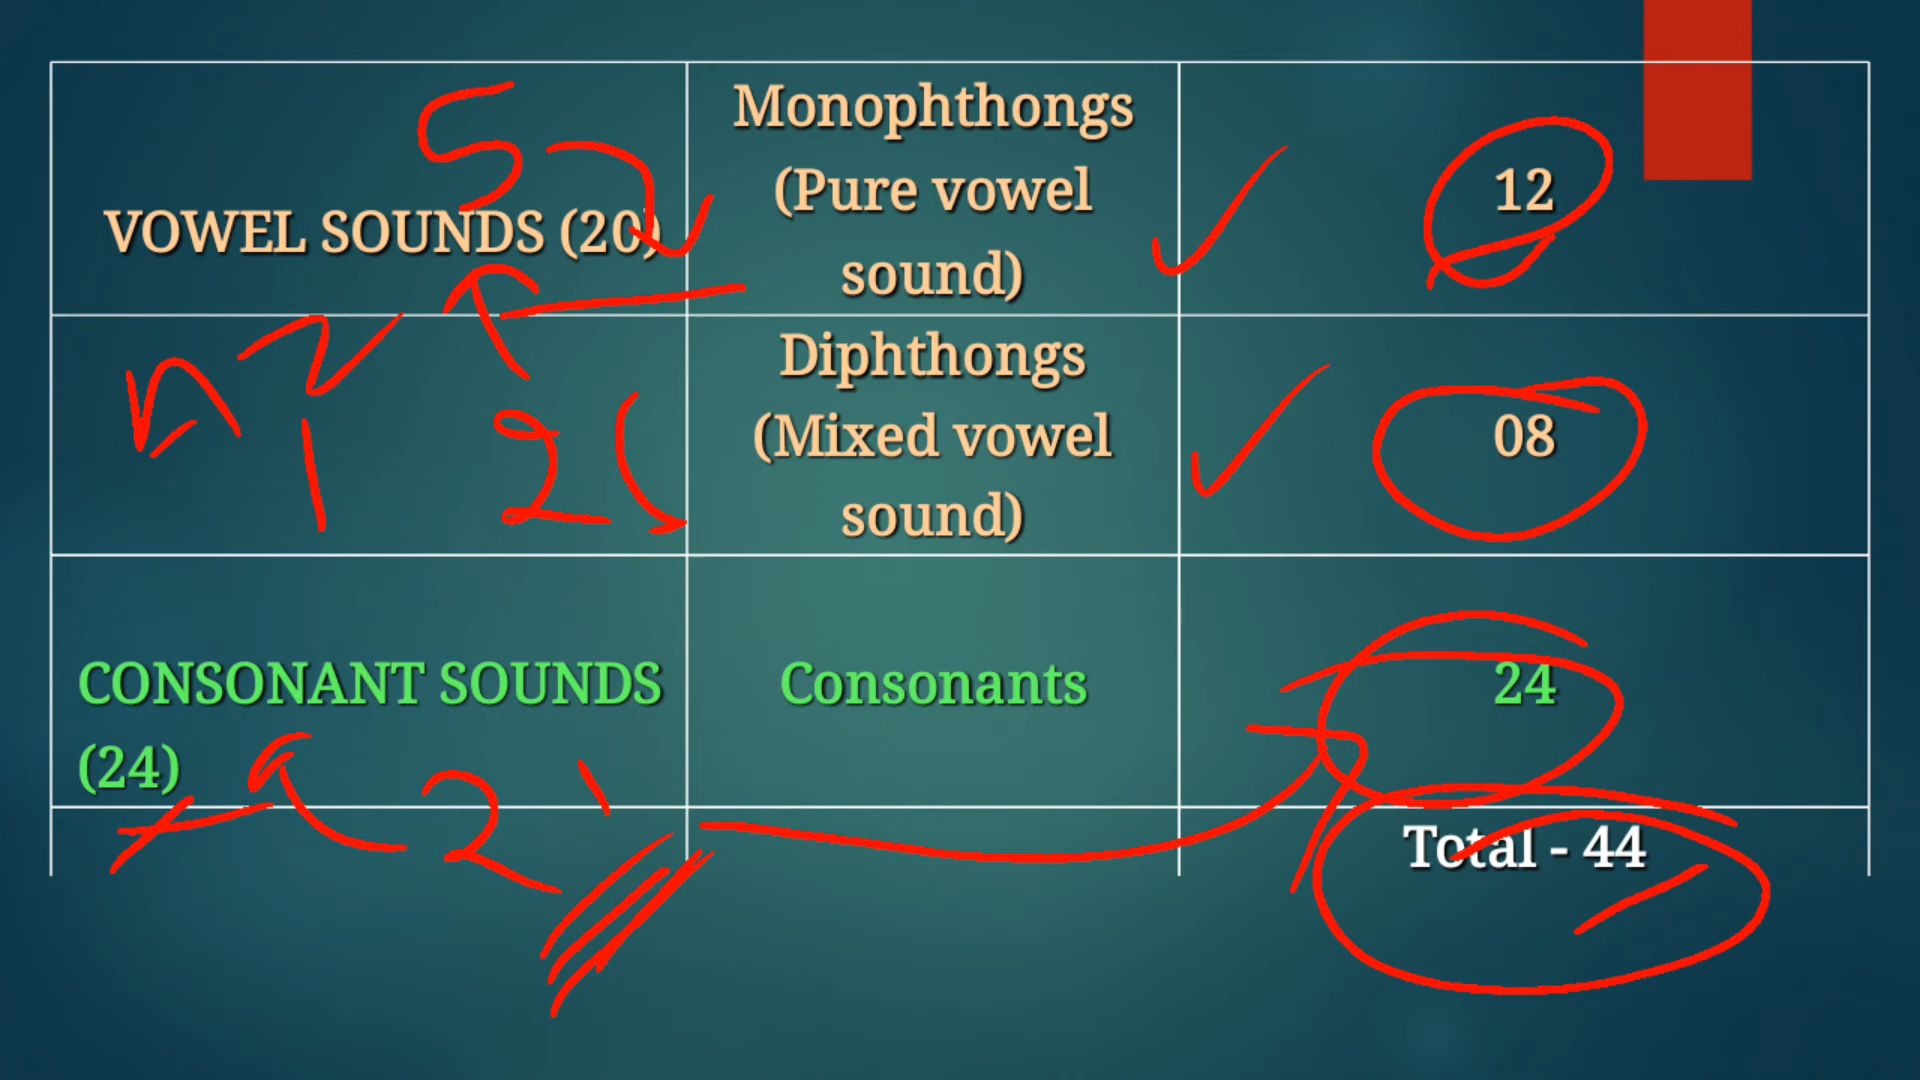 VOWEL SOUNDS (20)
Monophthongs
(Pure vowel
sound)
12
5
Diphthongs
(Mixed vowel
sound)
08
CONSONANT SOUNDS
(24)
Consonants
24
Total - 44